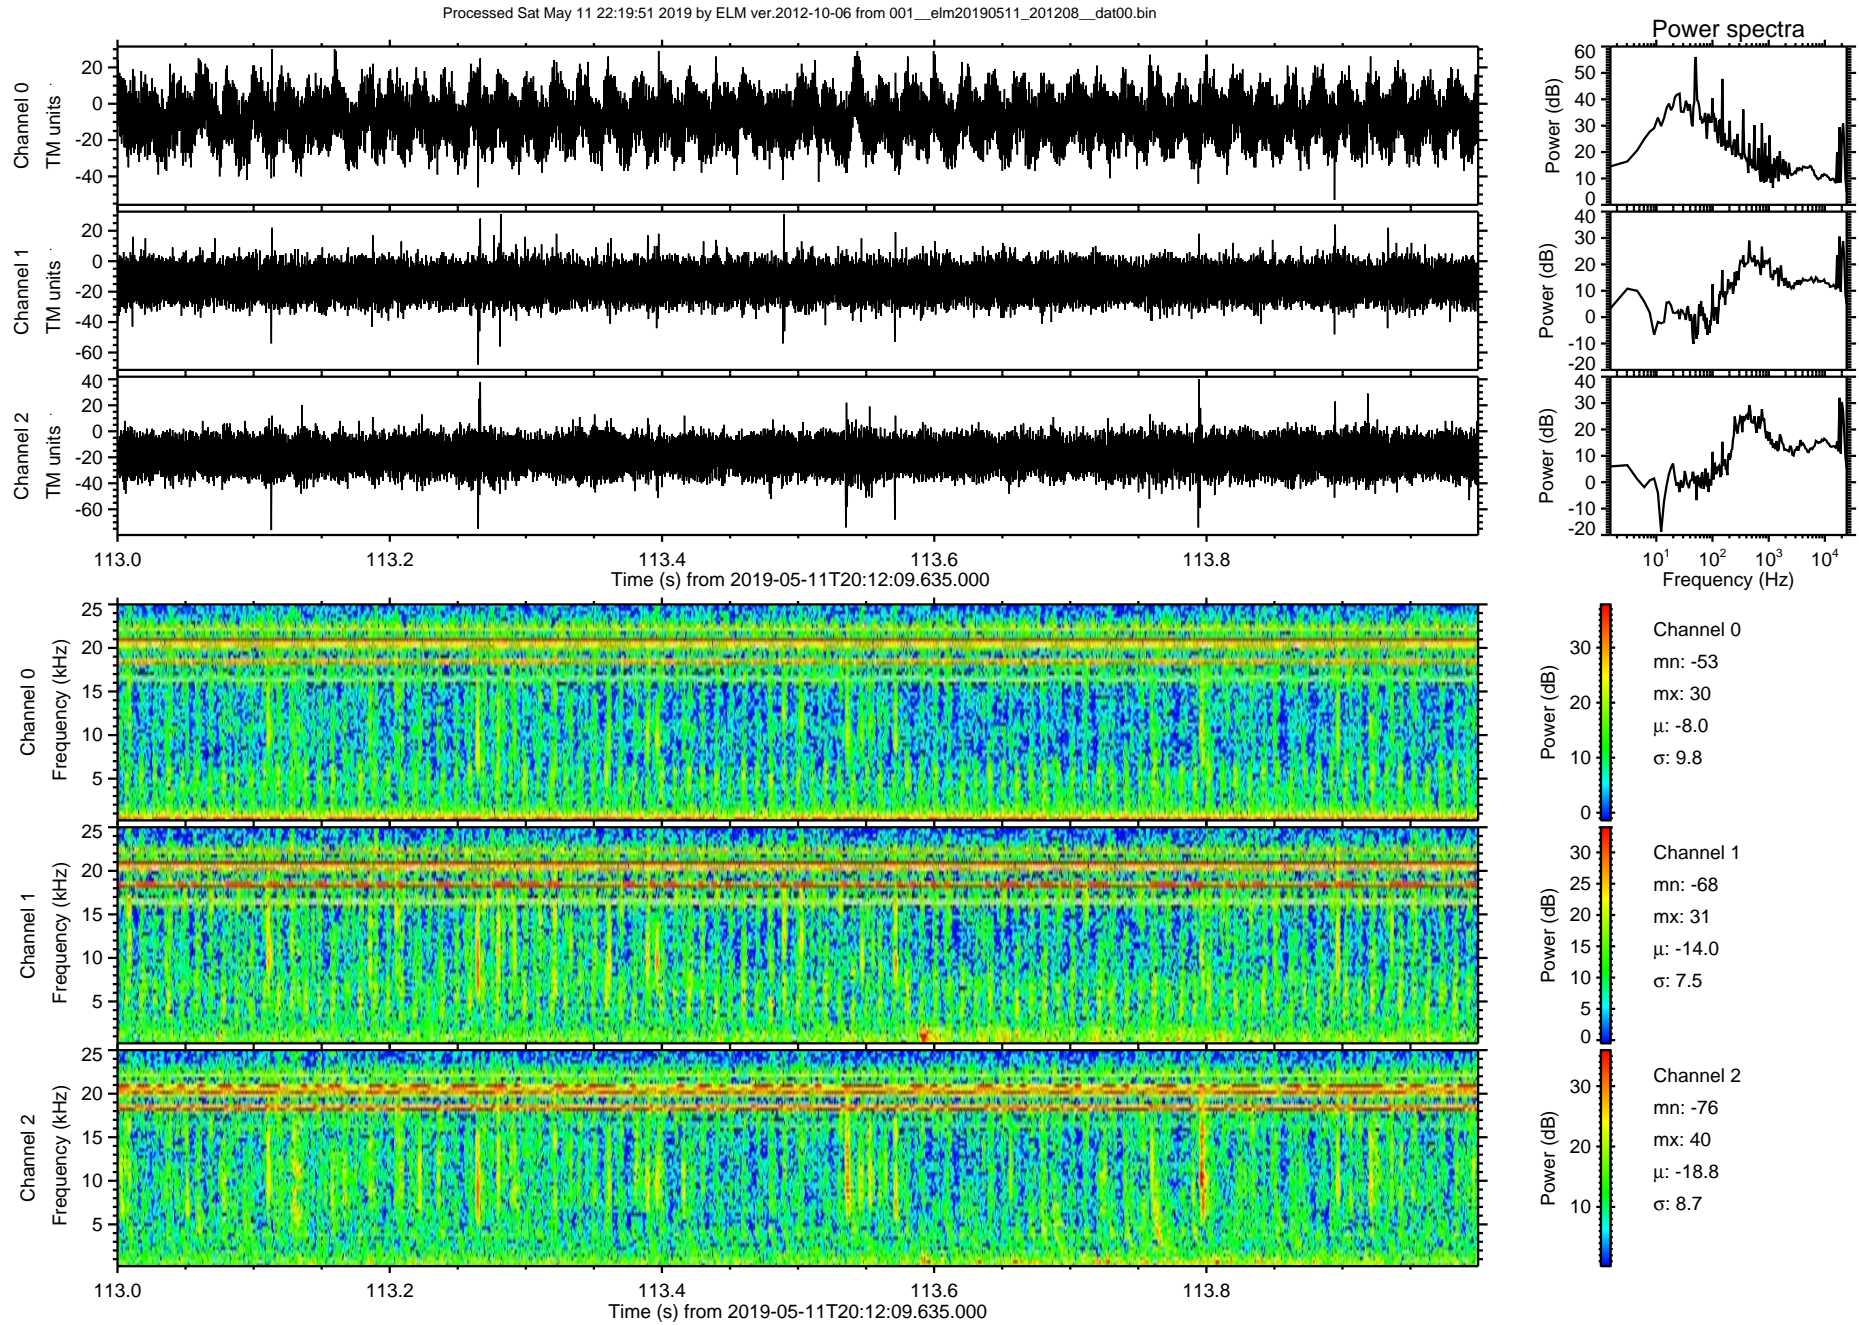 Processed Sat May 11 22:19:51 2019 by ELM ver.2012-10-06 from 001__elm20190511_201208__dat00.bin
Power spectra
Channel 0
TM units
20
0
-20
-40
Power (dB)
60
50
40
30
20
10
0
Channel 1
TM units
20
0
-20
-40
-60
Power (dB)
40
30
20
10
0
-10
-20
Channel 2
TM units
40
20
0
-20
-40
-60
Power (dB)
40
30
20
10
0
-10
-20
113.0 113.2 113.4 113.6 113.8
Time (s) from 2019-05-11T20:12:09.635.000
10^1 10^2 10^3 10^4
Frequency (Hz)
Channel 0
Frequency (kHz)
25
20
15
10
5
Power (dB)
30
20
10
0
Channel 0
mn: -53
mx: 30
µ: -8.0
σ: 9.8
Channel 1
Frequency (kHz)
25
20
15
10
5
Power (dB)
30
25
20
15
10
5
0
Channel 1
mn: -68
mx: 31
µ: -14.0
σ: 7.5
Channel 2
Frequency (kHz)
25
20
15
10
5
Power (dB)
30
20
10
Channel 2
mn: -76
mx: 40
µ: -18.8
σ: 8.7
113.0 113.2 113.4 113.6 113.8
Time (s) from 2019-05-11T20:12:09.635.000